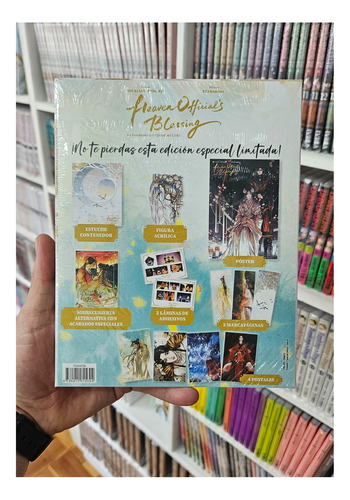 Heaven Official's
Blessing
¡No te pierdas esta edición especial limitada!
ESTUCHE
CONTENEDOR
FIGURA
ACRÍLICA
PÓSTER
SOBRECUBIERTA
ALTERNATIVA CON
ACABADOS ESPECIALES
2 LÁMINAS DE
ADHESIVOS
2 MARCAPÁGINAS
4 POSTALES